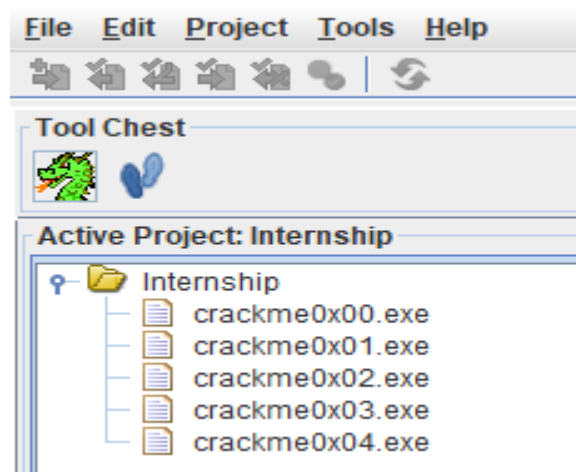 File Edit Project Tools Help
Tool Chest
Active Project: Internship
Internship
crackme0x00.exe
crackme0x01.exe
crackme0x02.exe
crackme0x03.exe
crackme0x04.exe